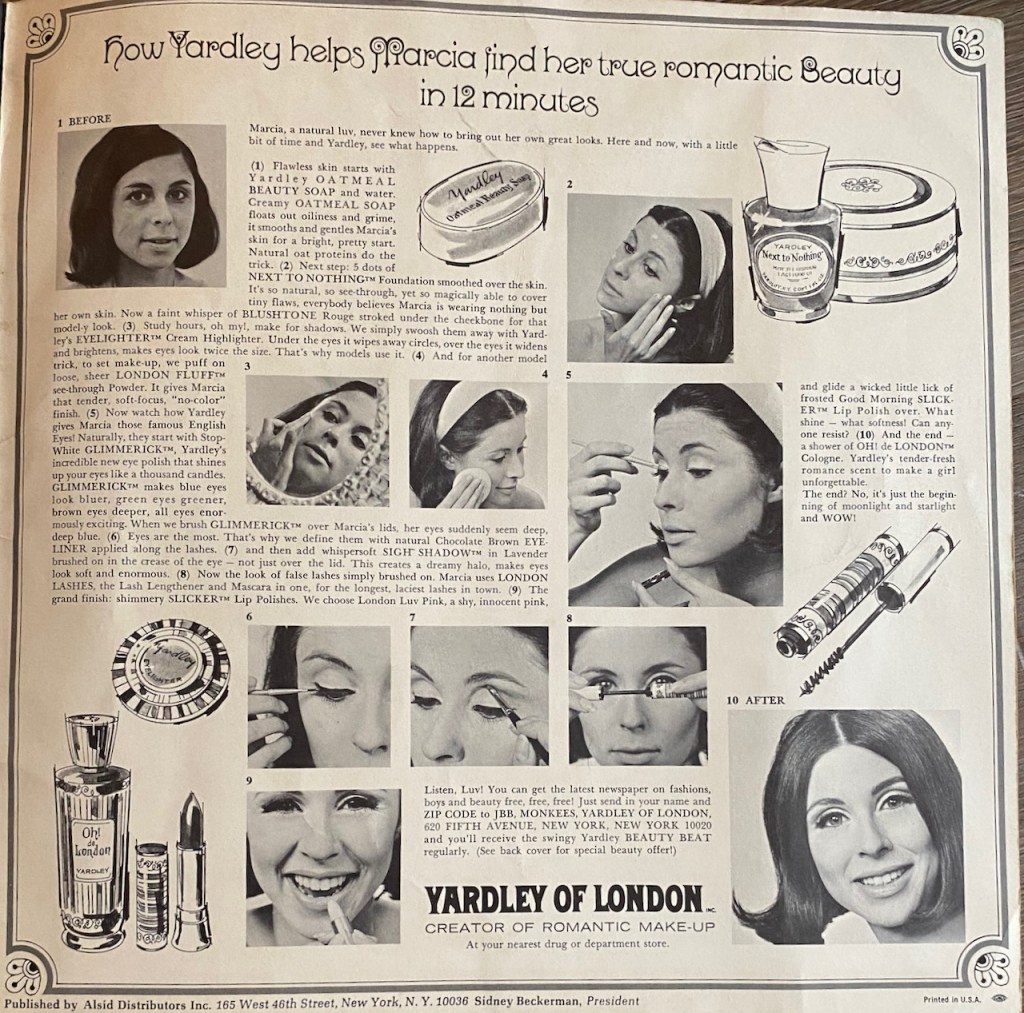 How Yardley helps Marcia find her true romantic Beauty
in 12 minutes
1 BEFORE
Marcia, a natural luv, never knew how to bring out her own great looks. Here and now, with a little
bit of time and Yardley, see what happens.
(1) Flawless skin starts with
Yardley OATMEAL
BEAUTY SOAP and water.
Creamy OATMEAL SOAP
floats out oiliness and grime,
it smooths and gentles Marcia's
skin for a bright, pretty start.
Natural oat proteins do the
trick. (2) Next step: 5 dots of
NEXT TO NOTHING™ Foundation smoothed over the skin.
It's so natural, so see-through, yet so magically able to cover
tiny flaws, everybody believes Marcia is wearing nothing but
her own skin. Now a faint whisper of BLUSHTONE Rouge stroked under the cheekbone for that
model-y look. (3) Study hours, oh my!, make for shadows. We simply swoosh them away with Yard-
ley's EYELIGHTER™ Cream Highlighter. Under the eyes it wipes away circles, over the eyes it widens
and brightens, makes eyes look twice the size. That's why models use it. (4) And for another model
trick, to set make-up, we puff on
loose, sheer LONDON FLUFF™
see-through Powder. It gives Marcia
that tender, soft-focus, "no-color"
finish. (5) Now watch how Yardley
gives Marcia those famous English
Eyes! Naturally, they start with Stop-
White GLIMMERICK™, Yardley's
incredible new eye polish that shines
up your eyes like a thousand candles.
GLIMMERICK™ makes blue eyes
look bluer, green eyes greener,
brown eyes deeper, all eyes enor-
mously exciting. When we brush GLIMMERICK™ over Marcia's lids, her eyes suddenly seem deep,
deep blue. (6) Eyes are the most. That's why we define them with natural Chocolate Brown EYE-
LINER applied along the lashes. (7) and then add whispersoft SIGH SHADOW™ in Lavender
brushed on in the crease of the eye – not just over the lid. This creates a dreamy halo, makes eyes
look soft and enormous. (8) Now the look of false lashes simply brushed on. Marcia uses LONDON
LASHES, the Lash Lengthener and Mascara in one, for the longest, laciest lashes in town. (9) The
grand finish: shimmery SLICKER™ Lip Polishes. We choose London Luv Pink, a shy, innocent pink,
and glide a wicked little lick of
frosted Good Morning SLICK-
ER™ Lip Polish over. What
shine – what softness! Can any-
one resist? (10) And the end –
a shower of OH! de LONDON™
Cologne. Yardley's tender-fresh
romance scent to make a girl
unforgettable.
The end? No, it's just the begin-
ning of moonlight and starlight
and WOW!
Yardley
Oatmeal Beauty Soap
2
YARDLEY
Next to Nothing
3
4
5
6
7
8
9
10 AFTER
Yardley
EYELIGHTER
Oh!
de
London
YARDLEY
Listen, Luv! You can get the latest newspaper on fashions,
boys and beauty free, free, free! Just send in your name and
ZIP CODE to JBB, MONKEES, YARDLEY OF LONDON,
620 FIFTH AVENUE, NEW YORK, NEW YORK 10020
and you'll receive the swingy Yardley BEAUTY BEAT
regularly. (See back cover for special beauty offer!)
YARDLEY OF LONDON INC.
CREATOR OF ROMANTIC MAKE-UP
At your nearest drug or department store.
Published by Alsid Distributors Inc. 165 West 46th Street, New York, N. Y. 10036 Sidney Beckerman, President
Printed in U.S.A.